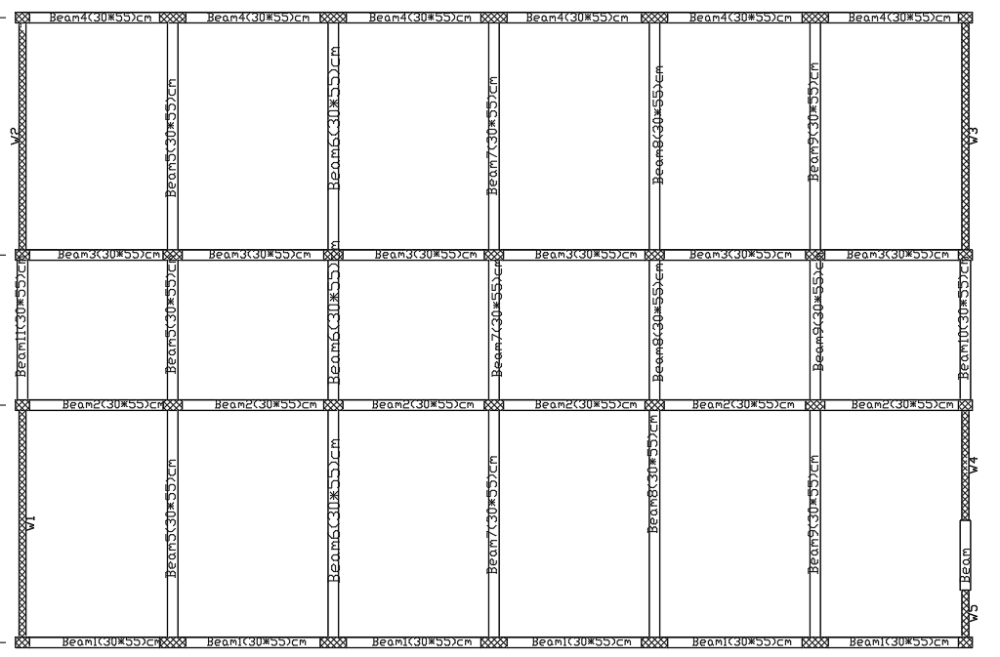 Beam4(30*55)cm Beam4(30*55)cm Beam4(30*55)cm Beam4(30*55)cm Beam4(30*55)cm Beam4(30*55)cm
W2
Beam5(30*55)cm
Beam6(30*55)cm
Beam7(30*55)cm
Beam8(30*55)cm
Beam9(30*55)cm
W3
Beam3(30*55)cm Beam3(30*55)cm Beam3(30*55)cm Beam3(30*55)cm Beam3(30*55)cm Beam3(30*55)cm
Beam11(30*55)cm
Beam5(30*55)cm
Beam6(30*55)cm
Beam7(30*55)cm
Beam8(30*55)cm
Beam9(30*55)cm
Beam10(30*55)cm
Beam2(30*55)cm Beam2(30*55)cm Beam2(30*55)cm Beam2(30*55)cm Beam2(30*55)cm Beam2(30*55)cm
W1
Beam5(30*55)cm
Beam6(30*55)cm
Beam7(30*55)cm
Beam8(30*55)cm
Beam9(30*55)cm
W4
Beam
W5
Beam1(30*55)cm Beam1(30*55)cm Beam1(30*55)cm Beam1(30*55)cm Beam1(30*55)cm Beam1(30*55)cm